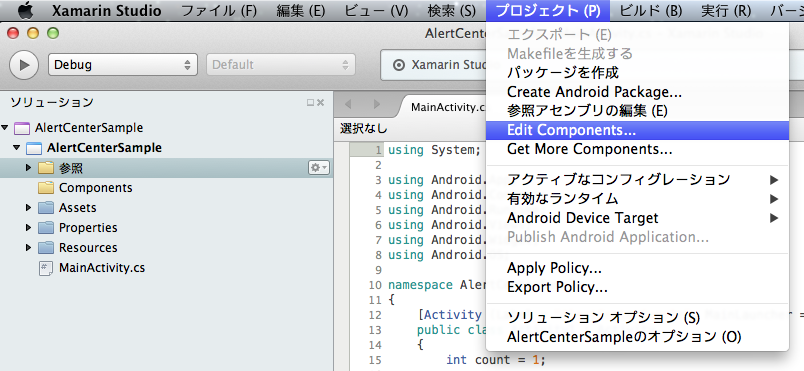 Xamarin Studio ファイル (F) 編集 (E) ビュー (V) 検索 (S) プロジェクト (P) ビルド (B) 実行 (R) バー
AlertCenter
Debug
Default
Xamarin Stud
ソリューション
AlertCenterSample
AlertCenterSample
参照
Components
Assets
Properties
Resources
MainActivity.cs
MainActivity.c
選択なし
1 using System;
2
3 using Android.
4 using Android.
5 using Android.
6 using Android.
7 using Android.
8 using Android.
9
10 namespace Aler
11 {
12 [Activity
13 public class
14 {
15 int count = 1;
エクスポート (E)
Makefileを生成する
パッケージを作成
Create Android Package...
参照アセンブリの編集 (E)
Edit Components...
Get More Components...
アクティブなコンフィグレーション
有効なランタイム
Android Device Target
Publish Android Application...
Apply Policy...
Export Policy...
ソリューション オプション (S)
AlertCenterSampleのオプション (O)